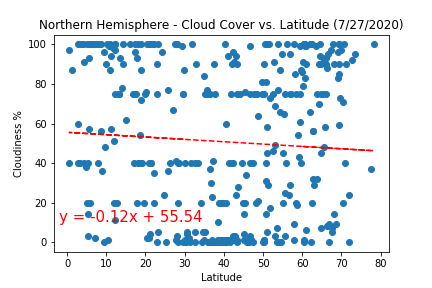 Northern Hemisphere - Cloud Cover vs. Latitude (7/27/2020)
100
80
60
40
20
0
Cloudiness %
y = -0.12x + 55.54
0 10 20 30 40 50 60 70 80
Latitude